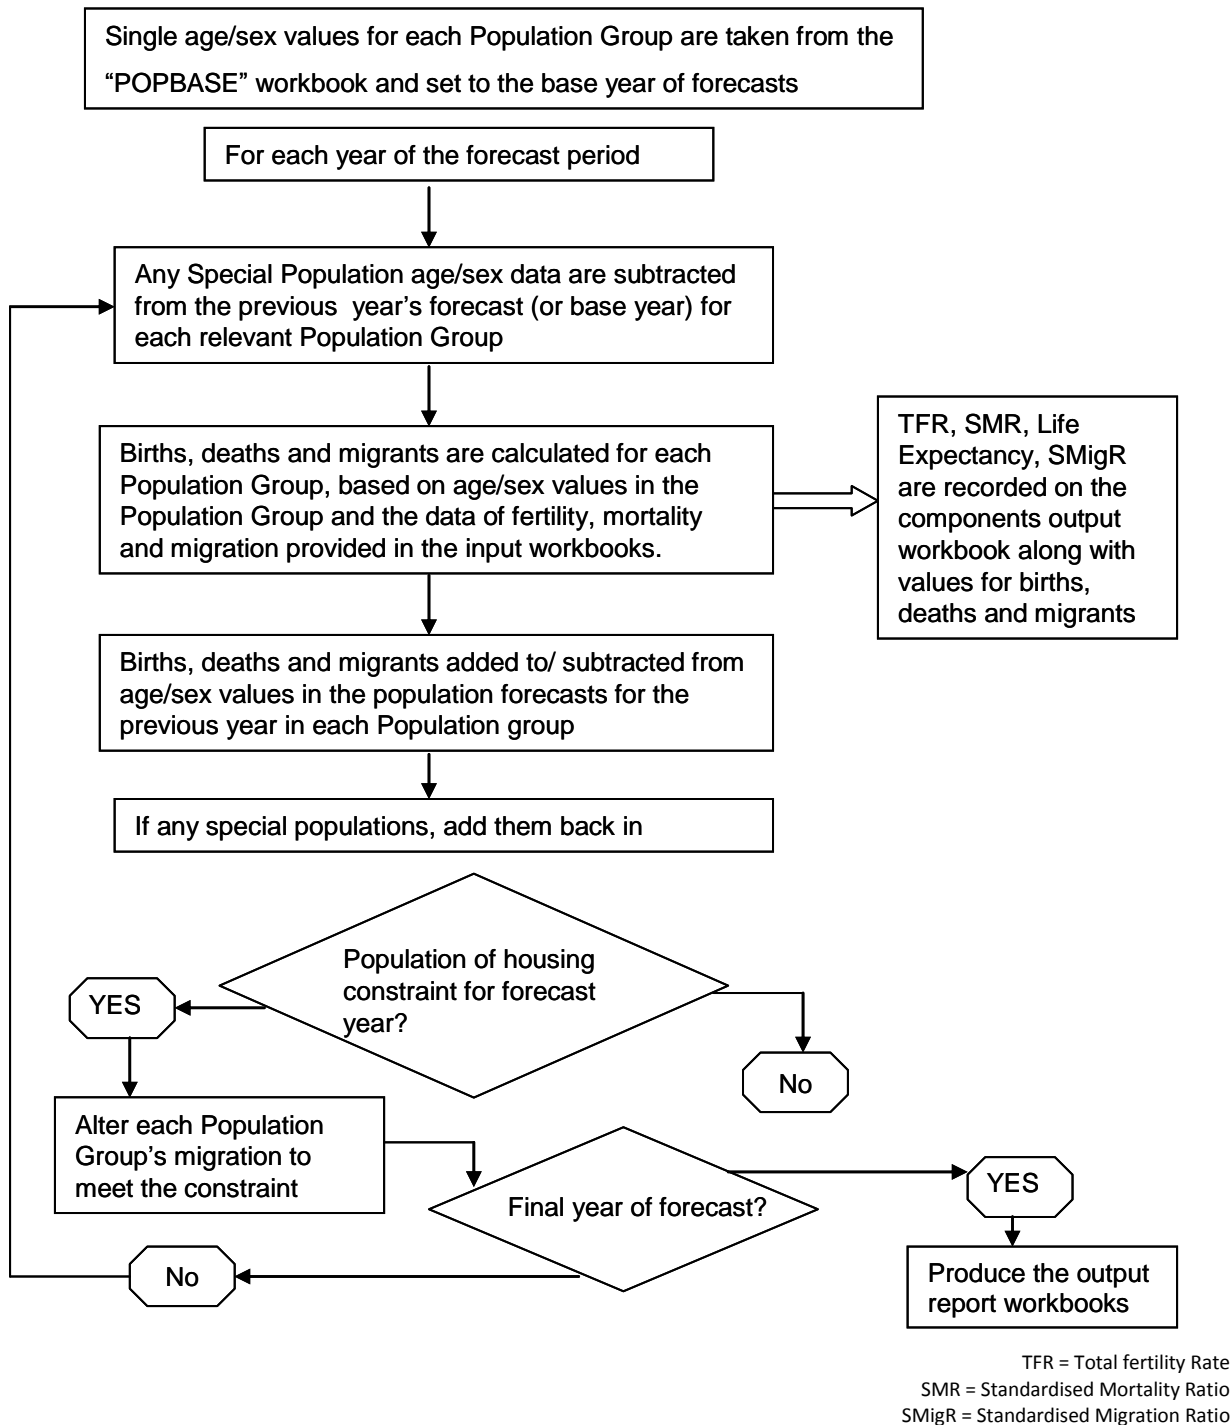 Single age/sex values for each Population Group are taken from the
“POPBASE” workbook and set to the base year of forecasts
For each year of the forecast period
Any Special Population age/sex data are subtracted
from the previous year’s forecast (or base year) for
each relevant Population Group
Births, deaths and migrants are calculated for each
Population Group, based on age/sex values in the
Population Group and the data of fertility, mortality
and migration provided in the input workbooks.
TFR, SMR, Life
Expectancy, SMigR
are recorded on the
components output
workbook along with
values for births,
deaths and migrants
Births, deaths and migrants added to/ subtracted from
age/sex values in the population forecasts for the
previous year in each Population group
If any special populations, add them back in
Population of housing
constraint for forecast
year?
YES
No
Alter each Population
Group’s migration to
meet the constraint
Final year of forecast?
YES
No
Produce the output
report workbooks
TFR = Total fertility Rate
SMR = Standardised Mortality Ratio
SMigR = Standardised Migration Ratio